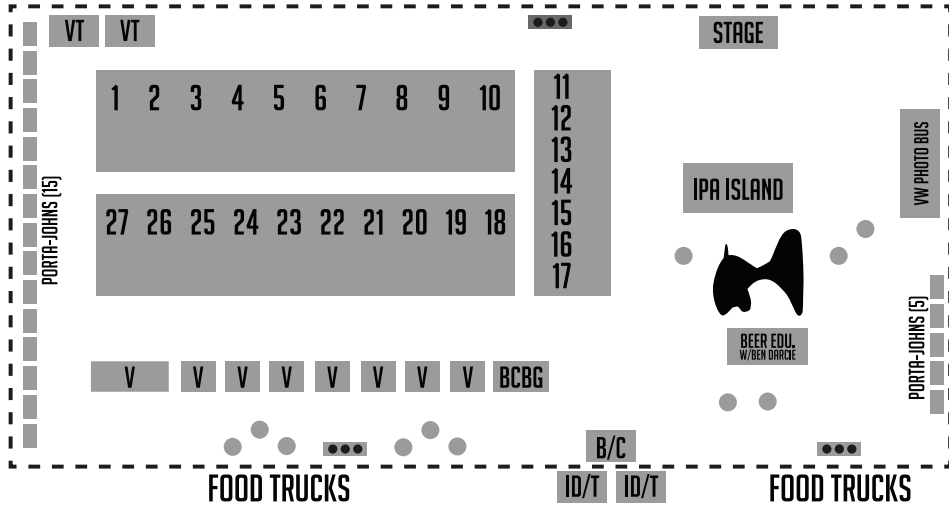 VT VT
STAGE
1 2 3 4 5 6 7 8 9 10
11
12
13
14
15
16
17
VW PHOTO BUS
IPA ISLAND
PORTA-JOHNS (15)
27 26 25 24 23 22 21 20 19 18
PORTA-JOHNS (5)
BEER EDU.
W/BEN DARCIE
V V V V V V V V BCBG
B/C
ID/T ID/T
FOOD TRUCKS
FOOD TRUCKS